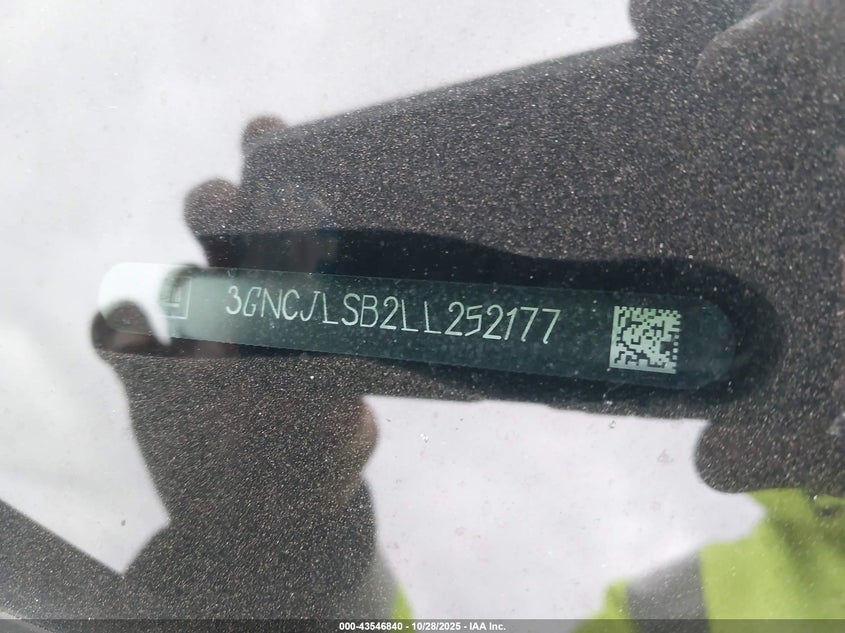 3GNCJLSB2LL252177
000-43546840 - 10/28/2025 - IAA Inc.